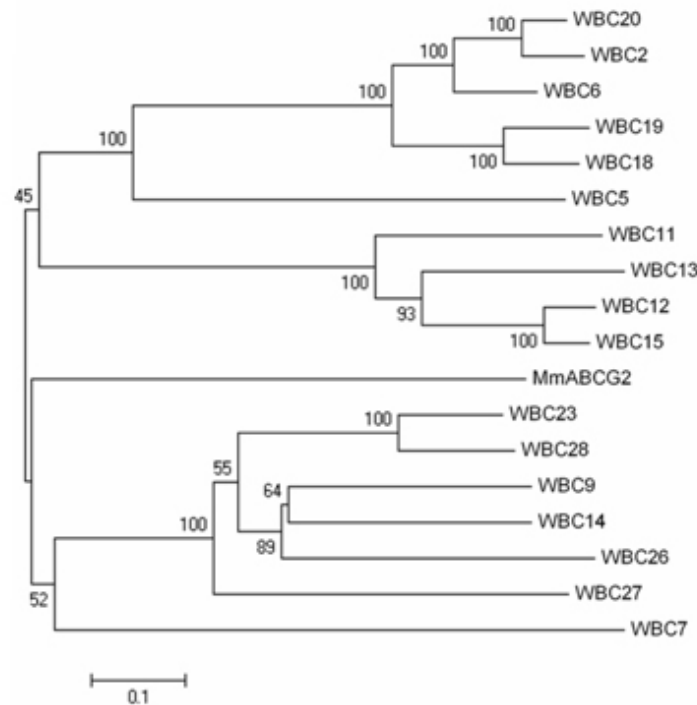 WBC20
100
WBC2
100
WBC6
100
WBC19
100
WBC18
100
WBC5
45
WBC11
100
WBC13
93
WBC12
100
WBC15
MmABCG2
WBC23
100
WBC28
55
WBC9
64
WBC14
100
89
WBC26
WBC27
52
WBC7
0.1